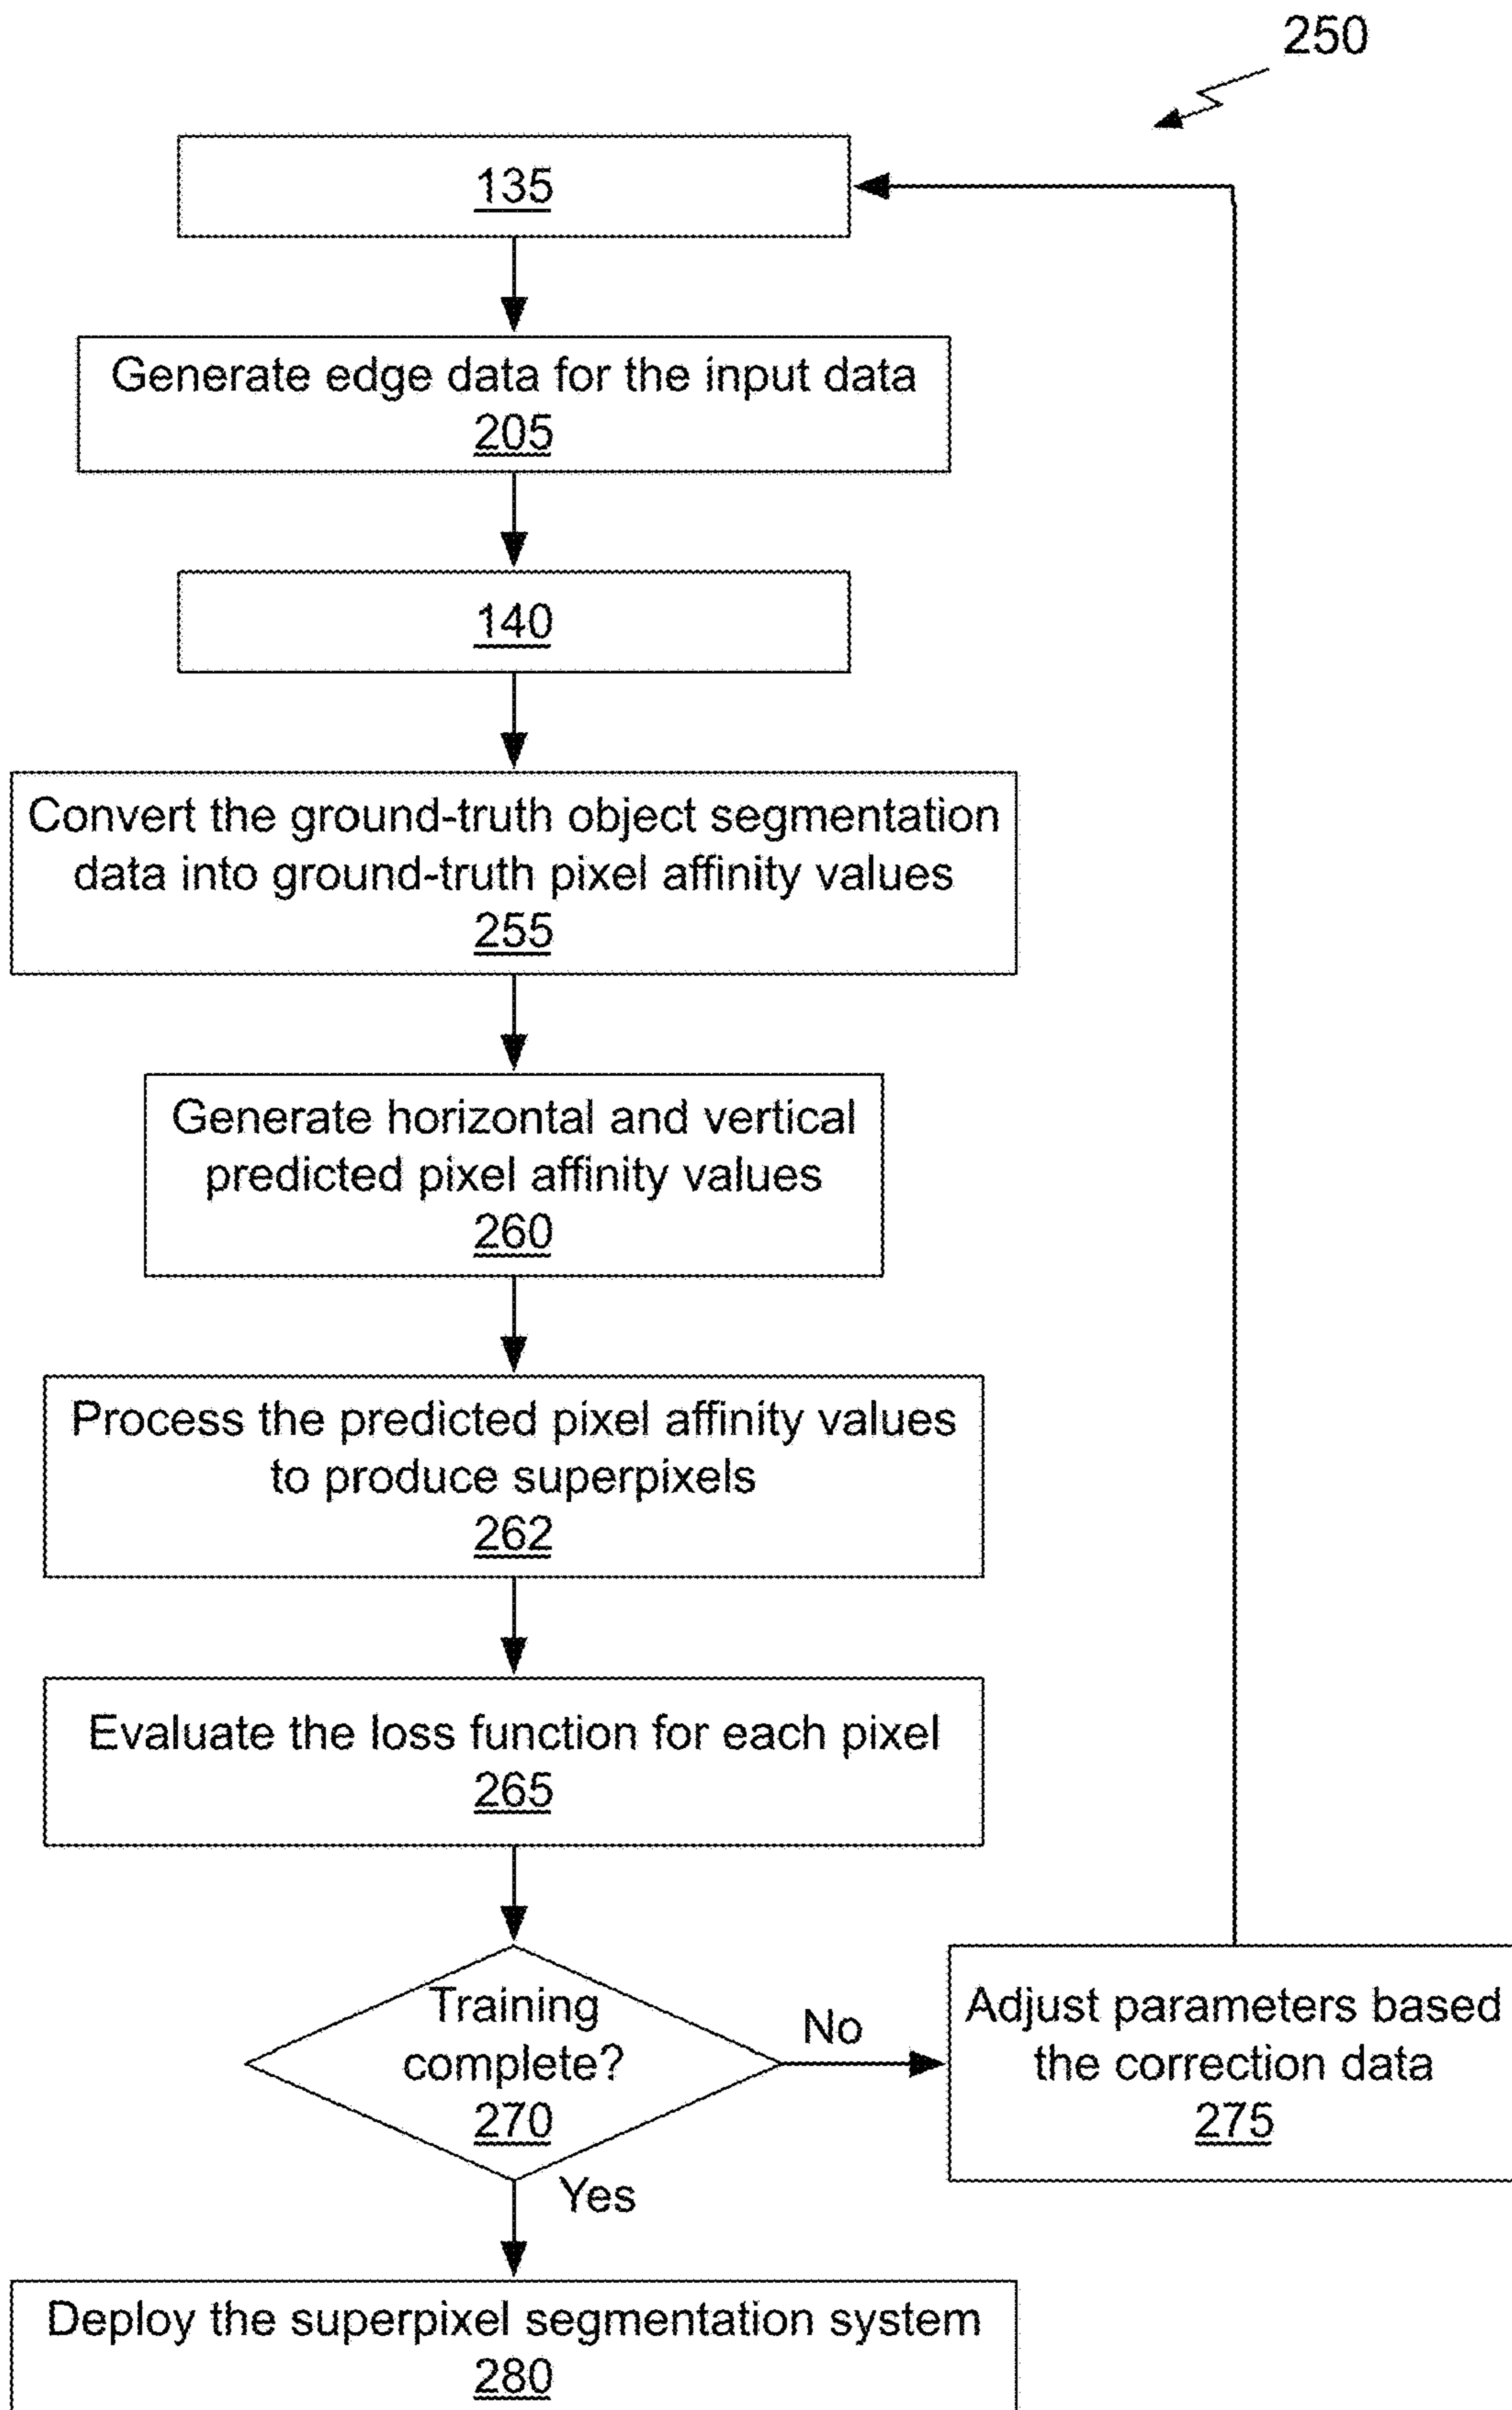 250
135
Generate edge data for the input data
205
140
Convert the ground-truth object segmentation
data into ground-truth pixel affinity values
255
Generate horizontal and vertical
predicted pixel affinity values
260
Process the predicted pixel affinity values
to produce superpixels
262
Evaluate the loss function for each pixel
265
Training
complete?
270
No
Adjust parameters based
the correction data
275
Yes
Deploy the superpixel segmentation system
280